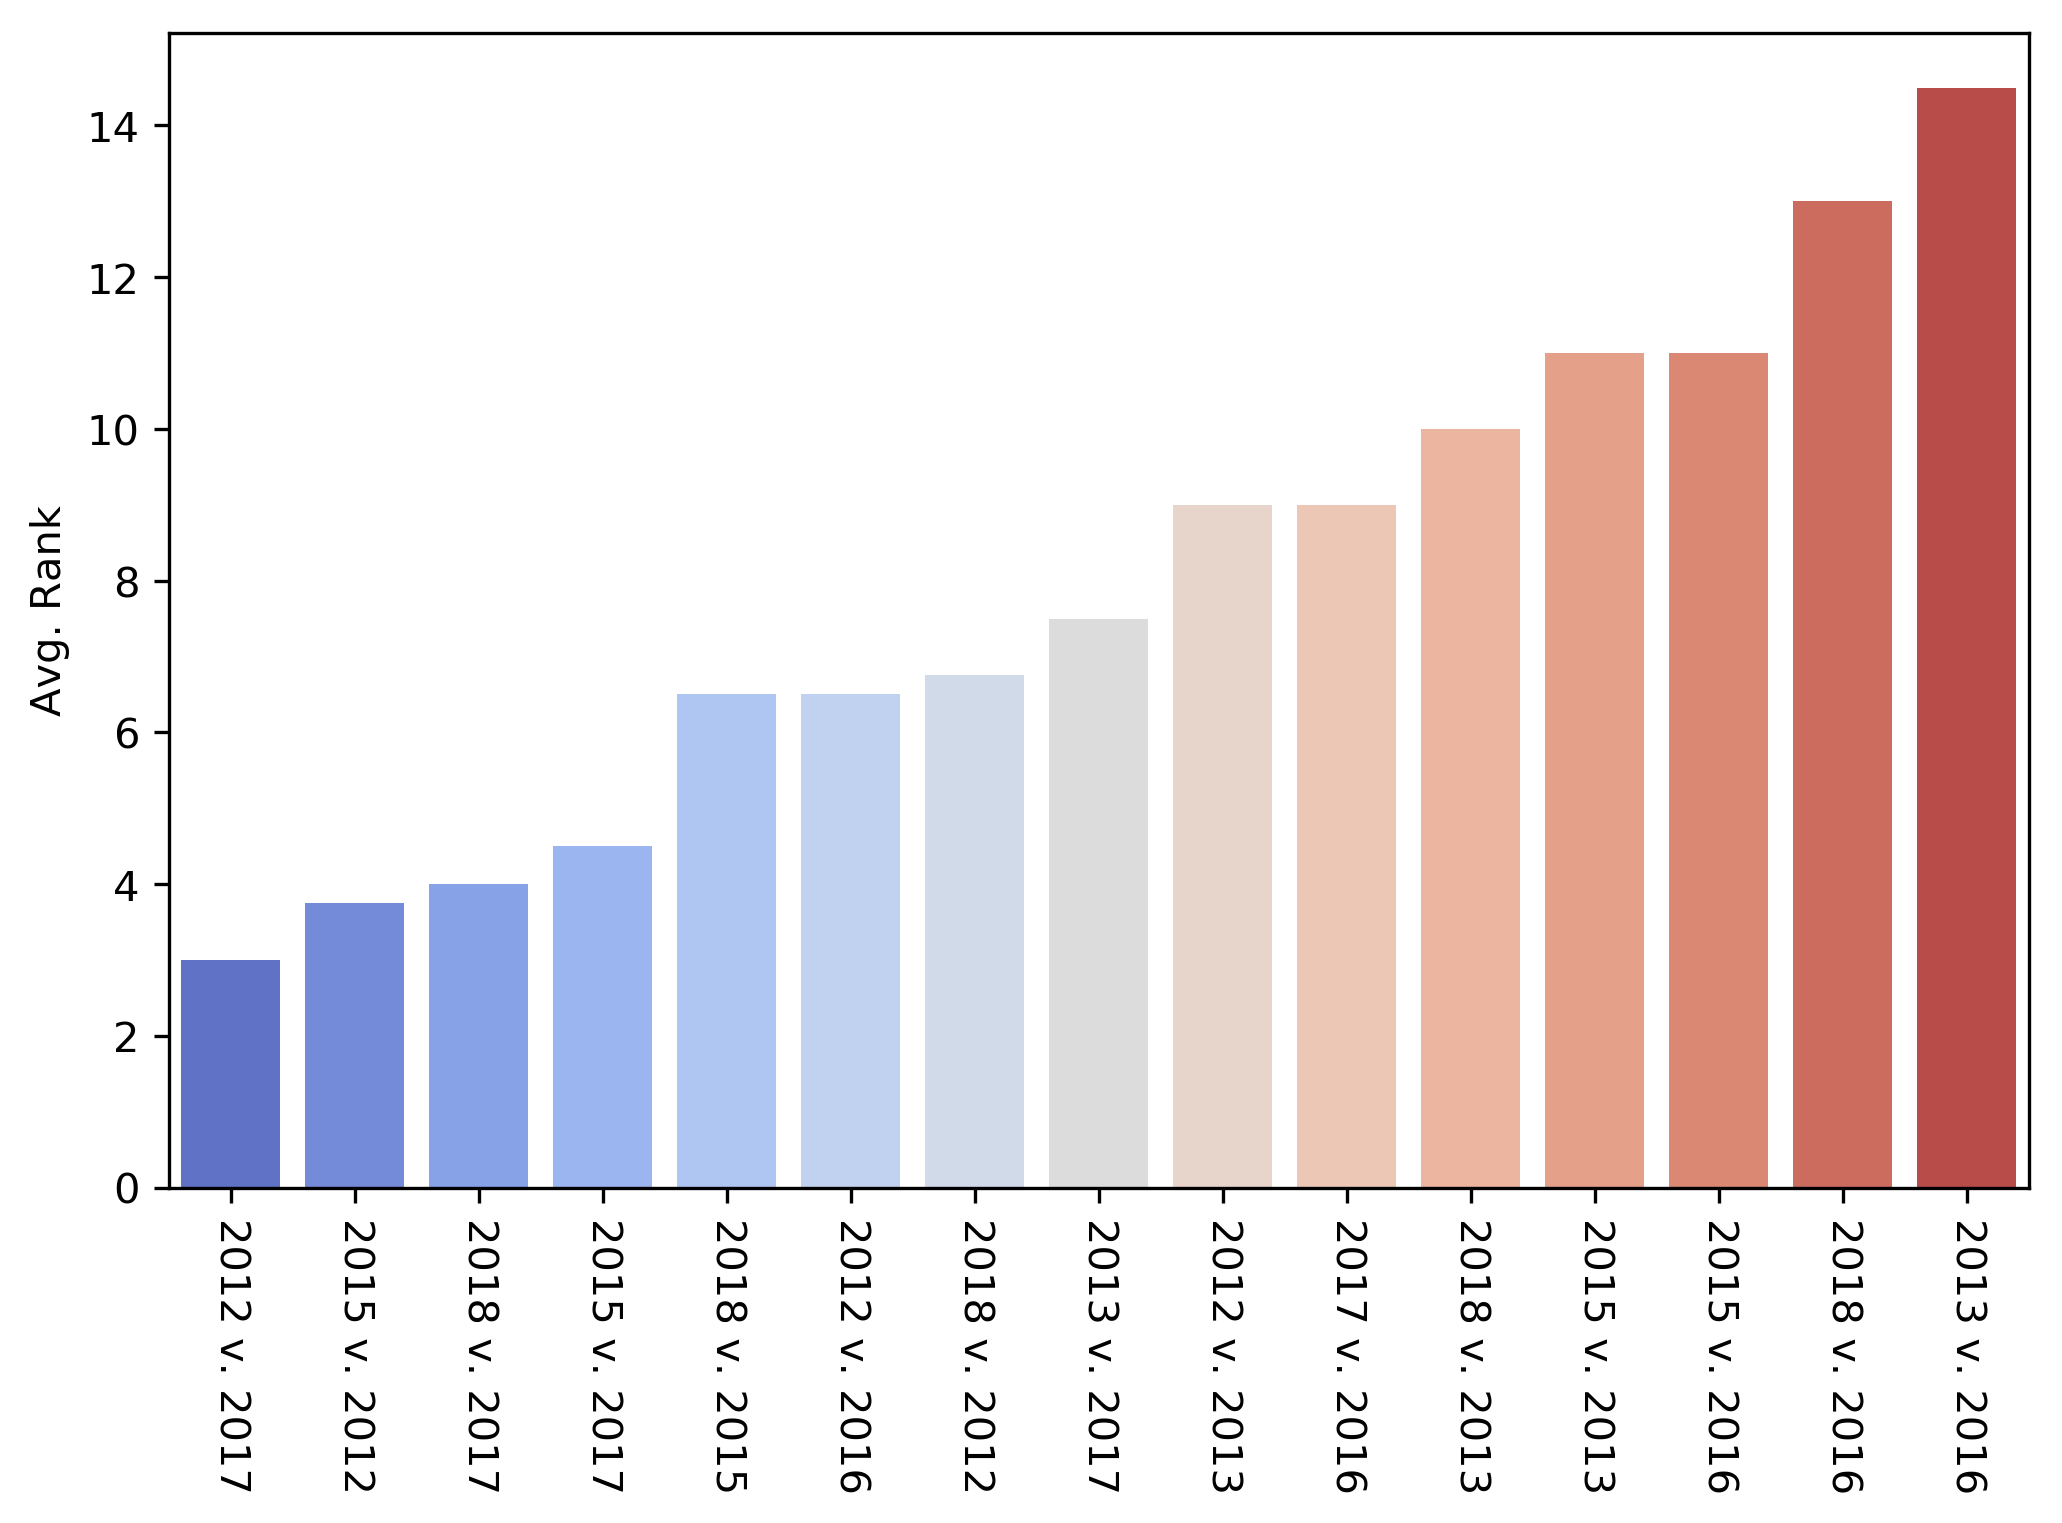 14
12
10
8
6
4
2
0
Avg. Rank
2012 v. 2017
2015 v. 2012
2018 v. 2017
2015 v. 2017
2018 v. 2015
2012 v. 2016
2018 v. 2012
2013 v. 2017
2012 v. 2013
2017 v. 2016
2018 v. 2013
2015 v. 2013
2015 v. 2016
2018 v. 2016
2013 v. 2016